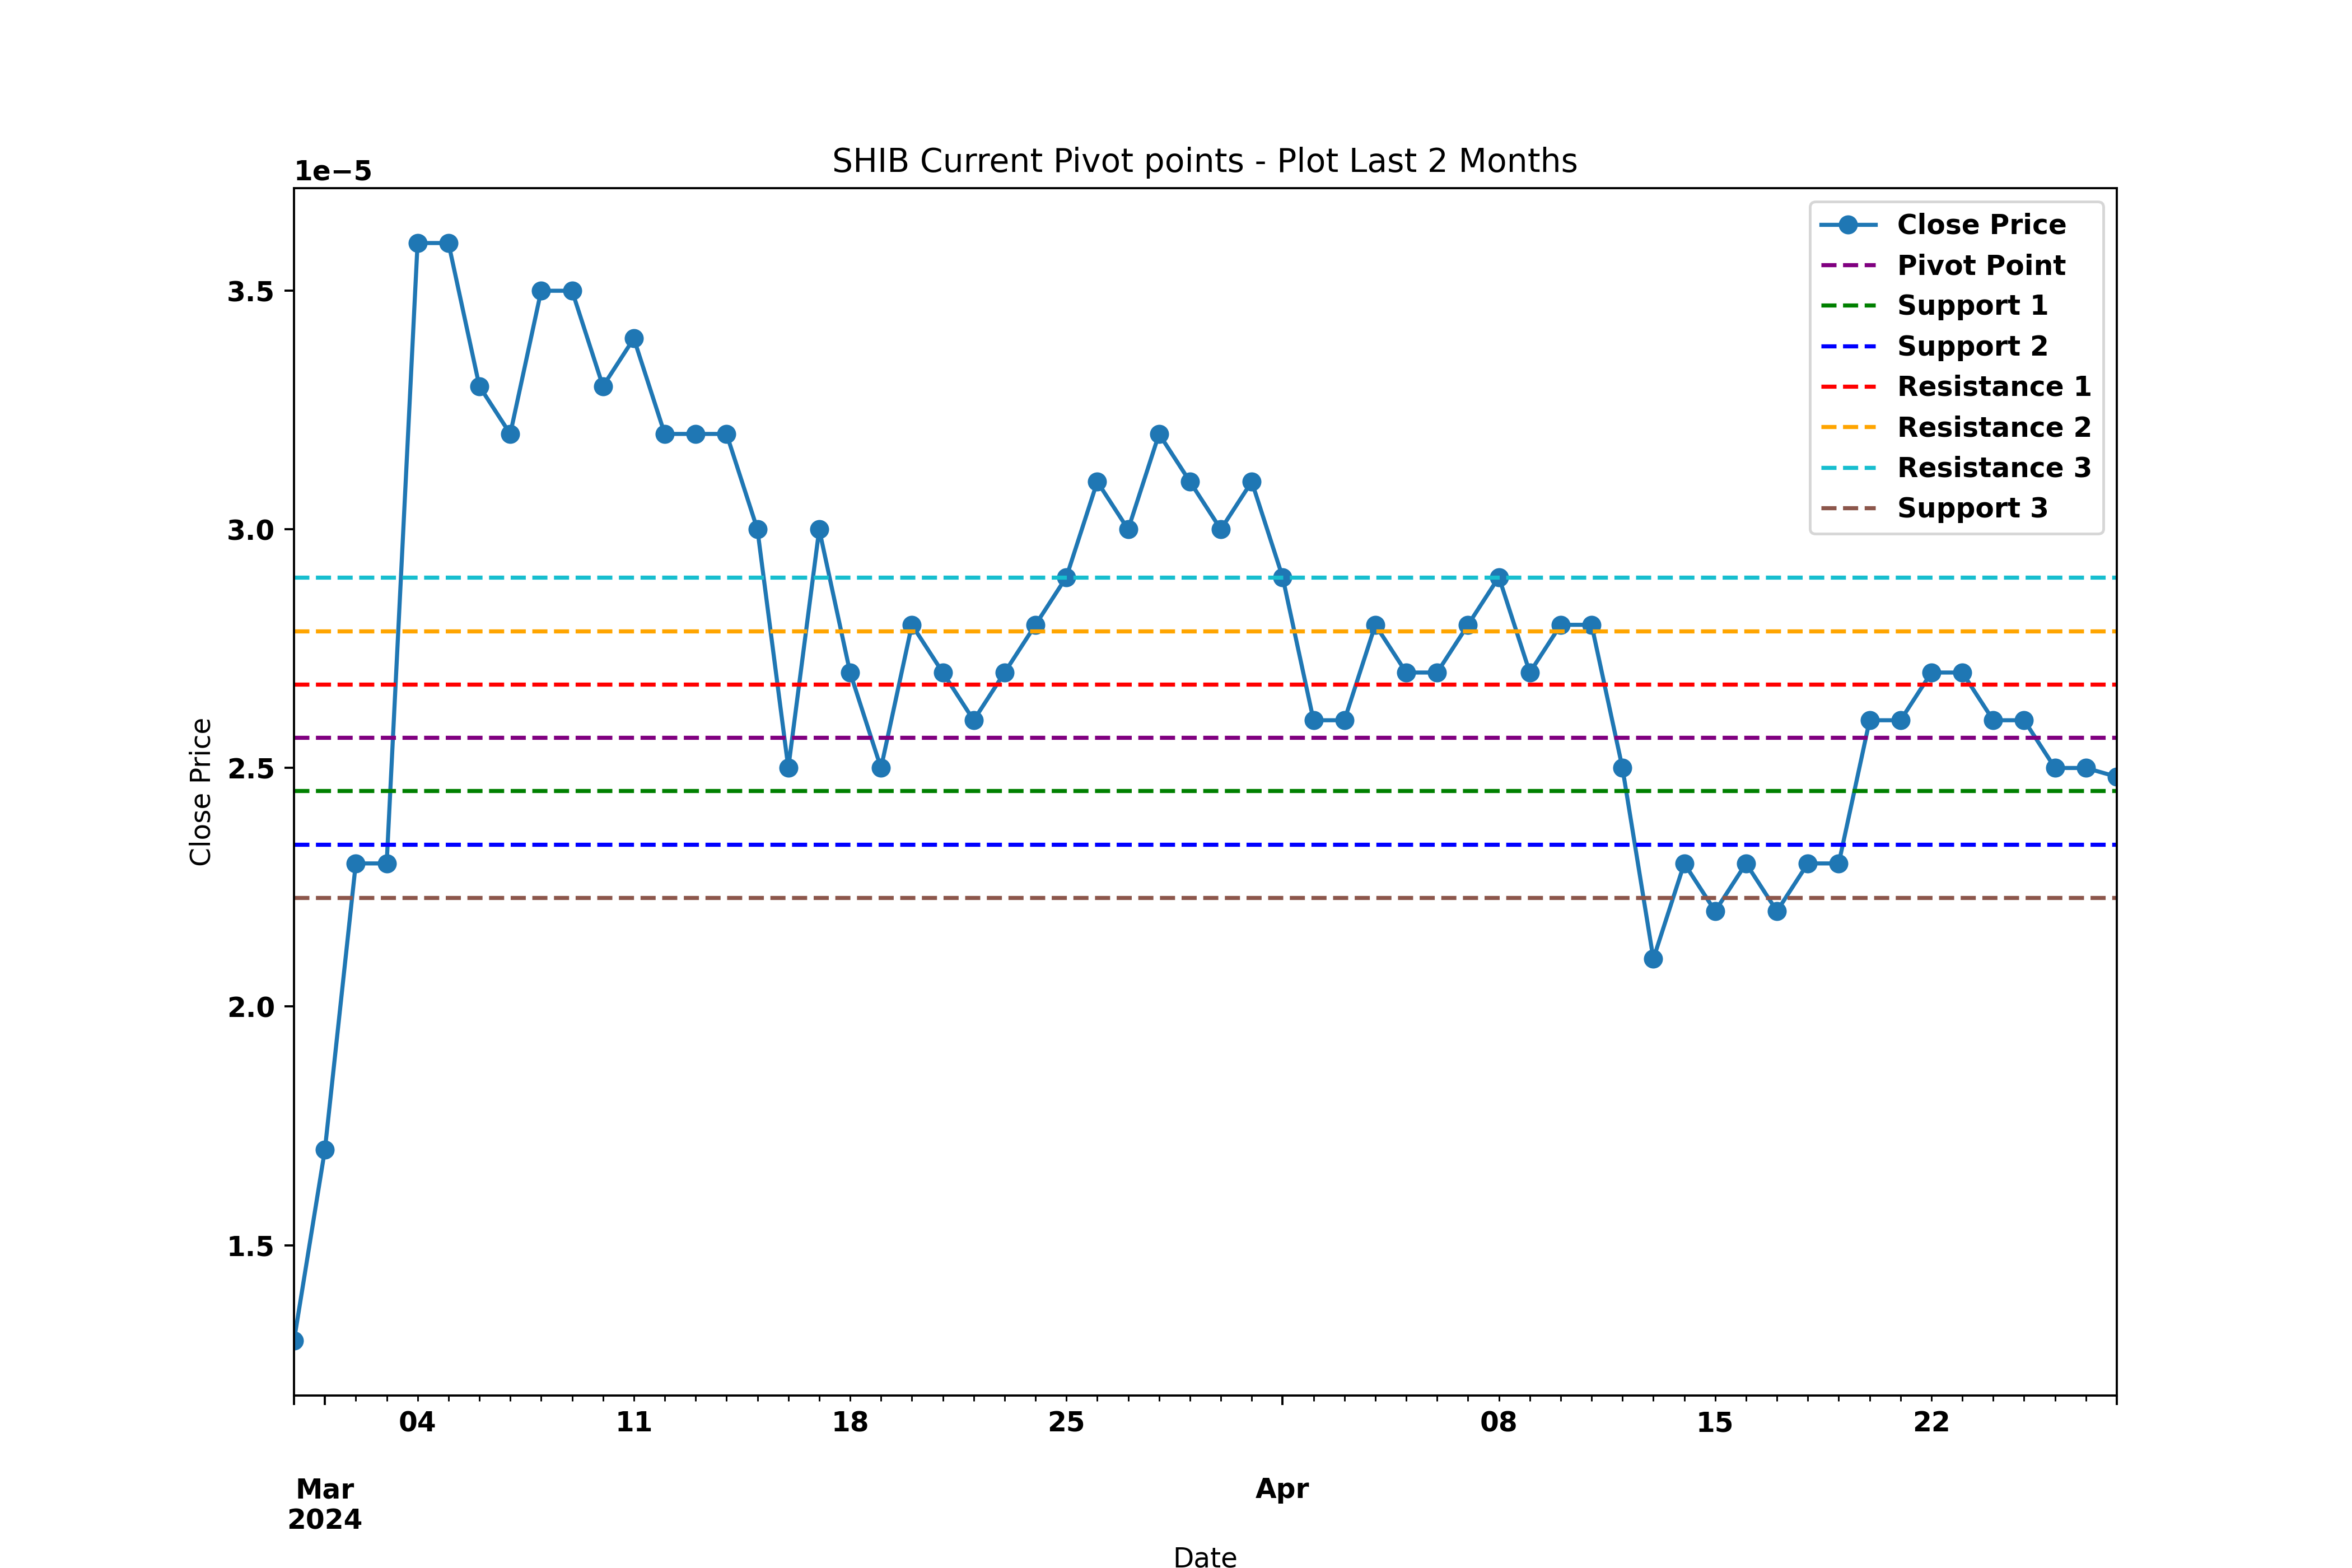 SHIB Current Pivot points - Plot Last 2 Months
1e−5
Close Price
Pivot Point
Support 1
Support 2
Resistance 1
Resistance 2
Resistance 3
Support 3
3.5
3.0
2.5
2.0
1.5
Close Price
04 11 18 25 08 15 22
Mar Apr
2024
Date